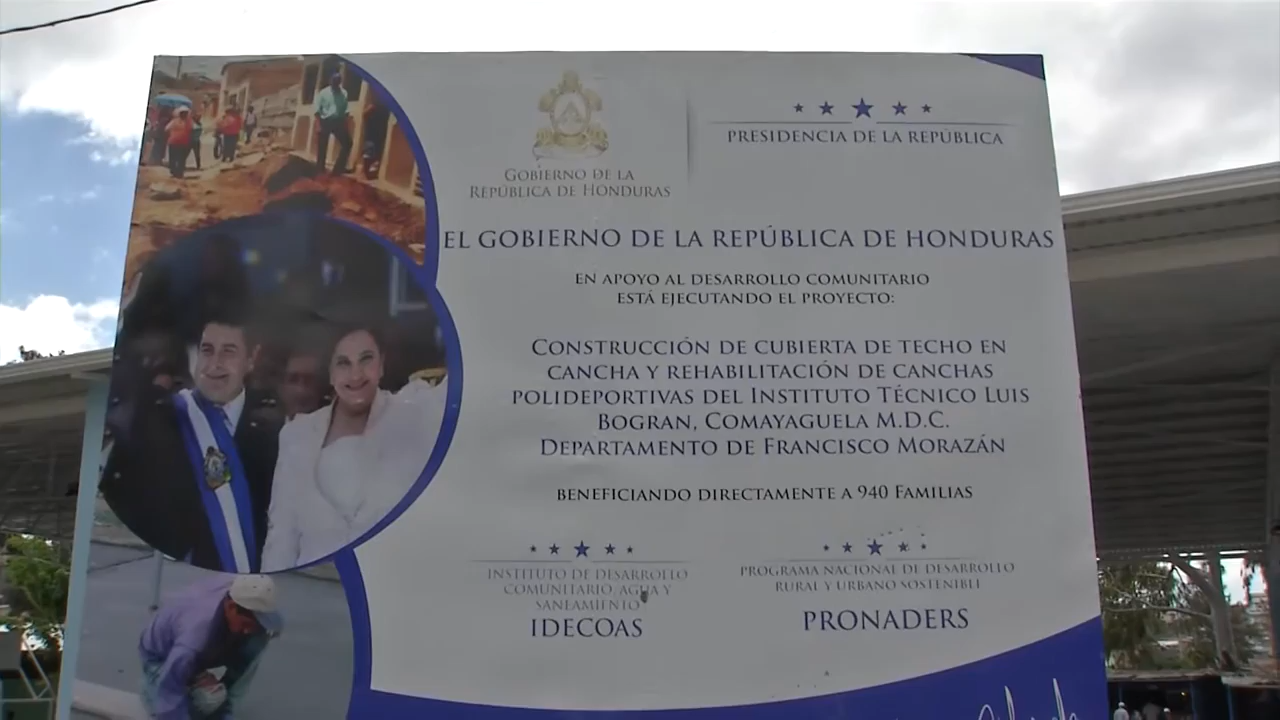 GOBIERNO DE LA
REPÚBLICA DE HONDURAS
PRESIDENCIA DE LA REPÚBLICA
EL GOBIERNO DE LA REPÚBLICA DE HONDURAS
EN APOYO AL DESARROLLO COMUNITARIO
ESTÁ EJECUTANDO EL PROYECTO:
CONSTRUCCIÓN DE CUBIERTA DE TECHO EN
CANCHA Y REHABILITACIÓN DE CANCHAS
POLIDEPORTIVAS DEL INSTITUTO TÉCNICO LUIS
BOGRAN, COMAYAGUELA M.D.C.
DEPARTAMENTO DE FRANCISCO MORAZÁN
BENEFICIANDO DIRECTAMENTE A 940 FAMILIAS
INSTITUTO DE DESARROLLO
COMUNITARIO, AGUA Y
SANEAMIENTO
IDECOAS
PROGRAMA NACIONAL DE DESARROLLO
RURAL Y URBANO SOSTENIBLE
PRONADERS